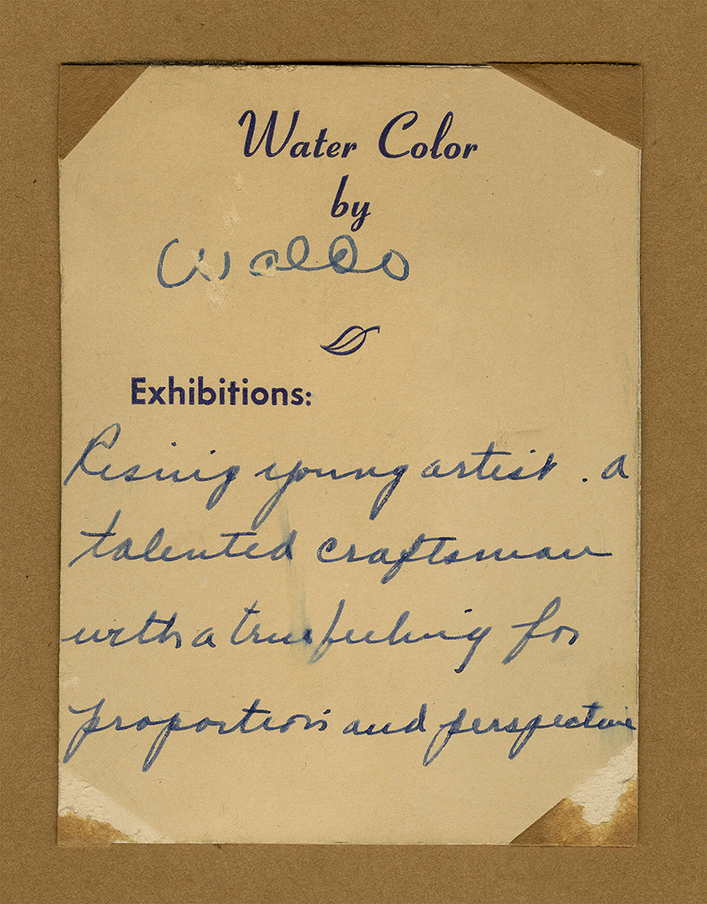 Water Color
by
Waldo
Exhibitions:
Rising young artist. a
talented craftsman
with a true feeling for
proportion and perspective